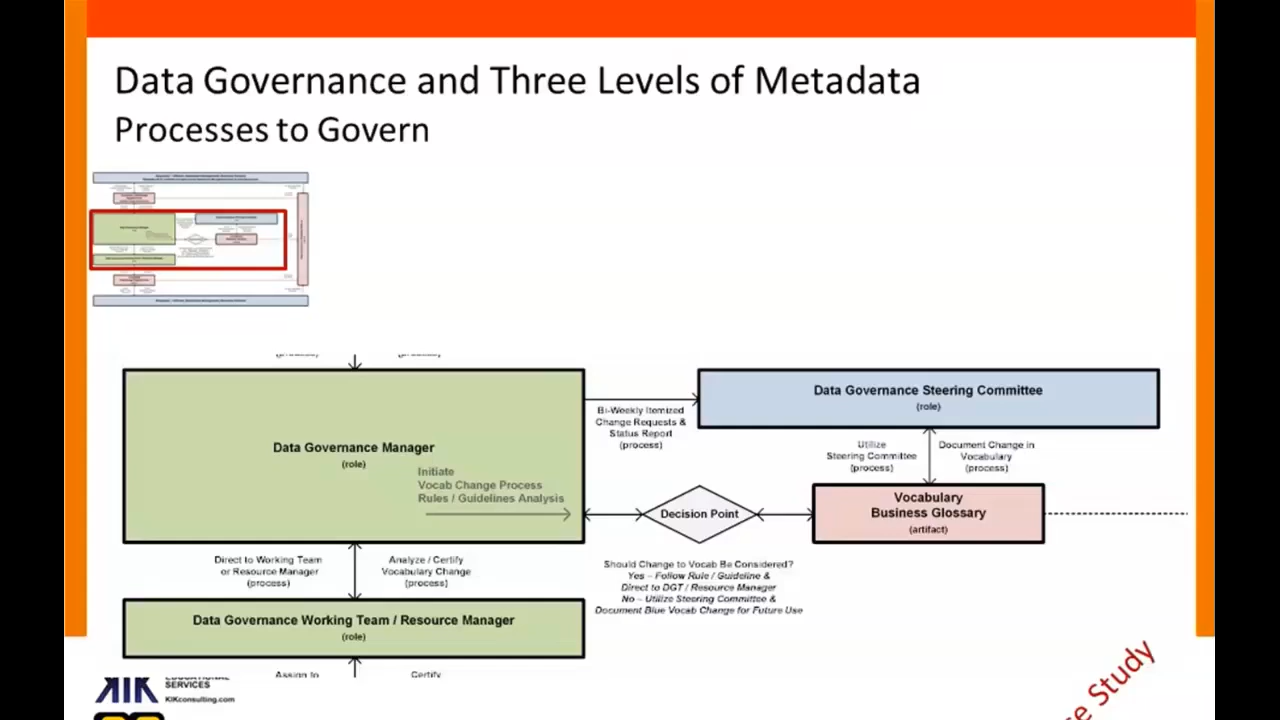 Data Governance and Three Levels of Metadata
Processes to Govern
(process)
(process)
Data Governance Manager
(role)
Initiate
Vocab Change Process
Rules / Guidelines Analysis
Bi-Weekly Itemized
Change Requests &
Status Report
(process)
Data Governance Steering Committee
(role)
Utilize
Steering Committee
(process)
Document Change in
Vocabulary
(process)
Decision Point
Vocabulary
Business Glossary
(artifact)
Should Change to Vocab Be Considered?
Yes – Follow Rule / Guideline &
Direct to DGT / Resource Manager
No – Utilize Steering Committee &
Document Blue Vocab Change for Future Use
Direct to Working Team
or Resource Manager
(process)
Analyze / Certify
Vocabulary Change
(process)
Data Governance Working Team / Resource Manager
(role)
Assign to
Certify
KIK
EDUCATIONAL
SERVICES
KIKconsulting.com
Study